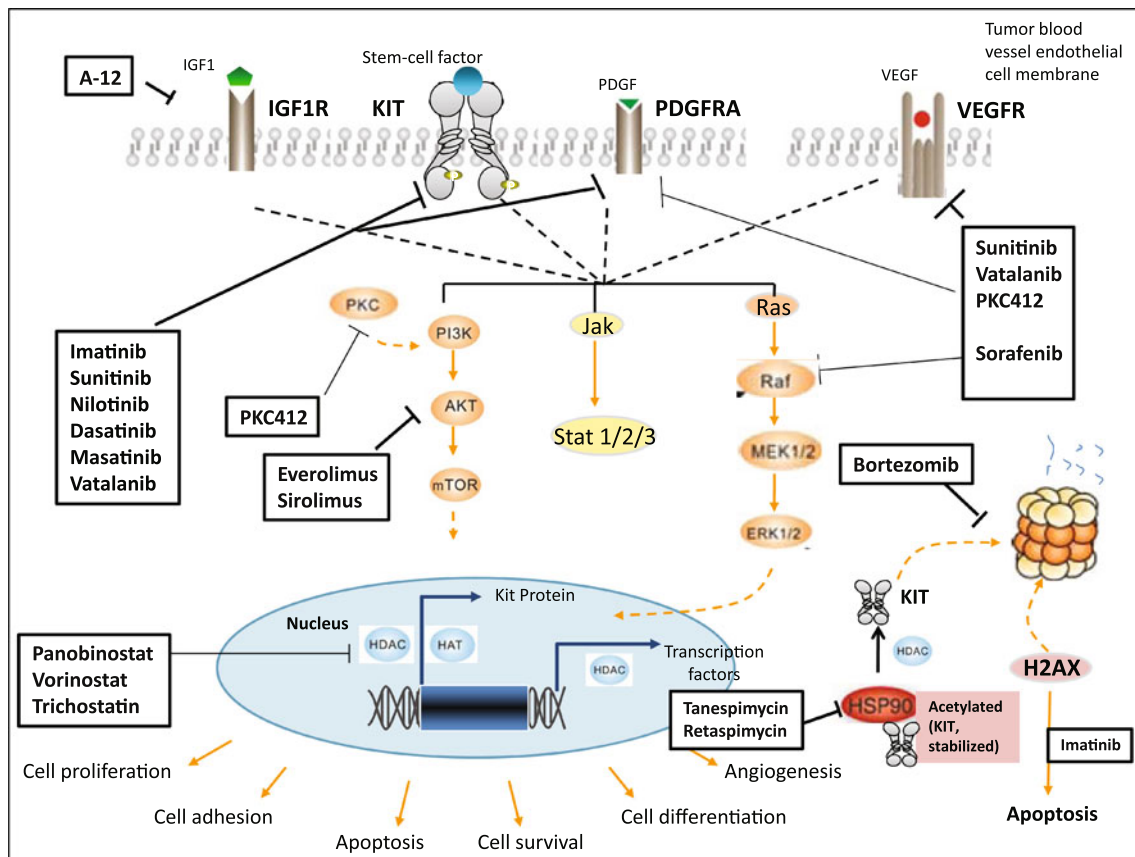 Tumor blood
vessel endothelial
cell membrane
A-12
IGF1
IGF1R
Stem-cell factor
KIT
PDGF
PDGFRA
VEGF
VEGFR
Sunitinib
Vatalanib
PKC412
Sorafenib
PKC
PI3K
Jak
Ras
Imatinib
Sunitinib
Nilotinib
Dasatinib
Masatinib
Vatalanib
PKC412
AKT
Raf
Stat 1/2/3
MEK1/2
Everolimus
Sirolimus
mTOR
ERK1/2
Bortezomib
KIT
HDAC
H2AX
Nucleus
Kit Protein
HDAC
HAT
HDAC
Transcription
factors
Panobinostat
Vorinostat
Trichostatin
Tanespimycin
Retaspimycin
HSP90
Acetylated
(KIT,
stabilized)
Imatinib
Apoptosis
Cell proliferation
Cell adhesion
Apoptosis
Cell survival
Cell differentiation
Angiogenesis